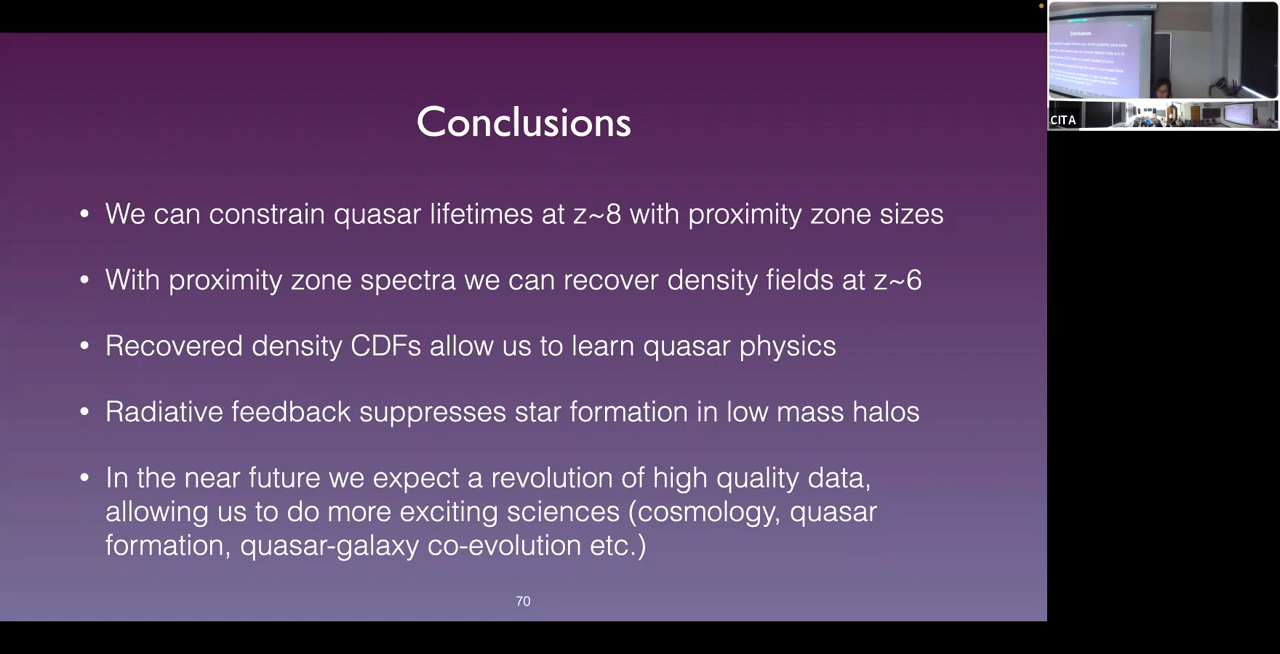 Conclusions
• We can constrain quasar lifetimes at z~8 with proximity zone sizes
• With proximity zone spectra we can recover density fields at z~6
• Recovered density CDFs allow us to learn quasar physics
• Radiative feedback suppresses star formation in low mass halos
• In the near future we expect a revolution of high quality data,
allowing us to do more exciting sciences (cosmology, quasar
formation, quasar-galaxy co-evolution etc.)
70
Conclusions
CITA